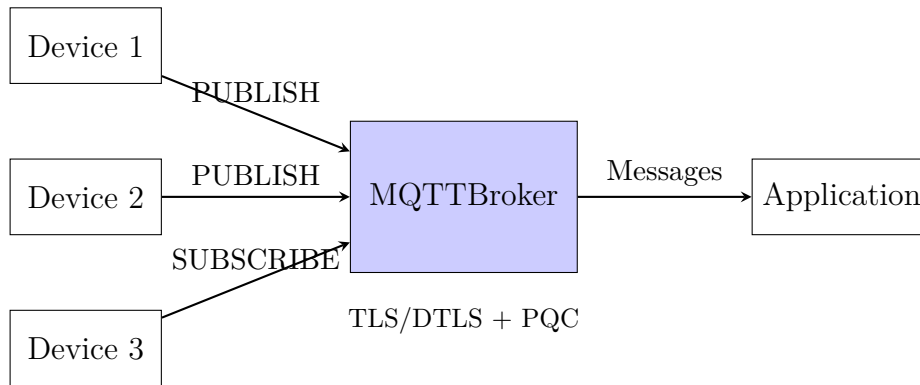 Device 1
PUBLISH
Device 2
PUBLISH
MQTTBroker
Messages
Application
SUBSCRIBE
TLS/DTLS + PQC
Device 3